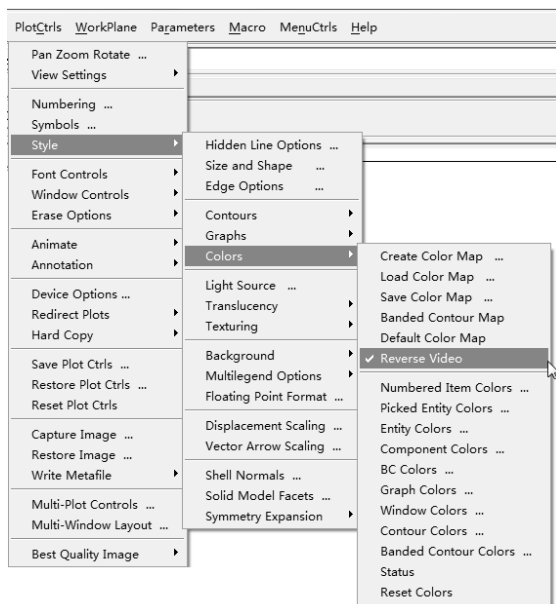 PlotCtrls WorkPlane Parameters Macro MenuCtrls Help
Pan Zoom Rotate ...
View Settings
Numbering ...
Symbols ...
Style
Font Controls
Window Controls
Erase Options
Animate
Annotation
Device Options ...
Redirect Plots
Hard Copy
Save Plot Ctrls ...
Restore Plot Ctrls ...
Reset Plot Ctrls
Capture Image ...
Restore Image ...
Write Metafile
Multi-Plot Controls ...
Multi-Window Layout ...
Best Quality Image
Hidden Line Options ...
Size and Shape ...
Edge Options ...
Contours
Graphs
Colors
Light Source ...
Translucency
Texturing
Background
Multilegend Options
Floating Point Format ...
Displacement Scaling ...
Vector Arrow Scaling ...
Shell Normals ...
Solid Model Facets ...
Symmetry Expansion
Create Color Map ...
Load Color Map ...
Save Color Map ...
Banded Contour Map
Default Color Map
✓ Reverse Video
Numbered Item Colors ...
Picked Entity Colors ...
Entity Colors ...
Component Colors ...
BC Colors ...
Graph Colors ...
Window Colors ...
Contour Colors ...
Banded Contour Colors ...
Status
Reset Colors